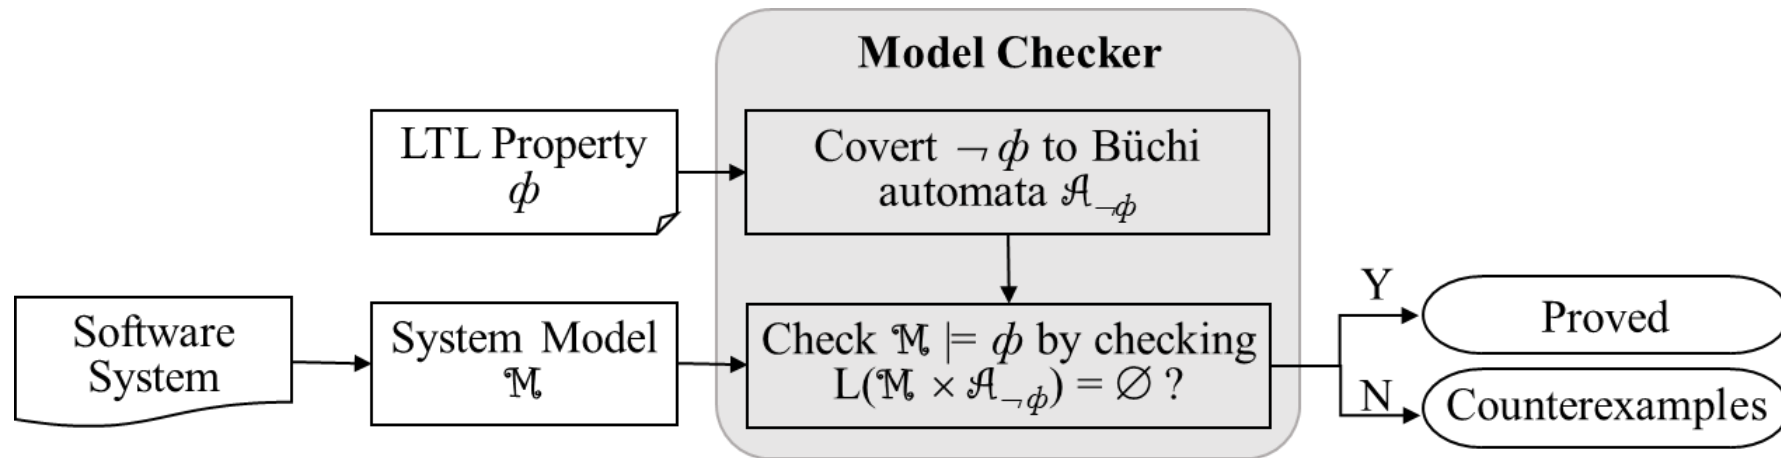 Model Checker
LTL Property
ϕ
Covert ¬ ϕ to Büchi
automata 𝒜¬ϕ
Software
System
System Model
ℳ
Check ℳ |= ϕ by checking
L(ℳ × 𝒜¬ϕ) = ∅ ?
Y
Proved
N
Counterexamples